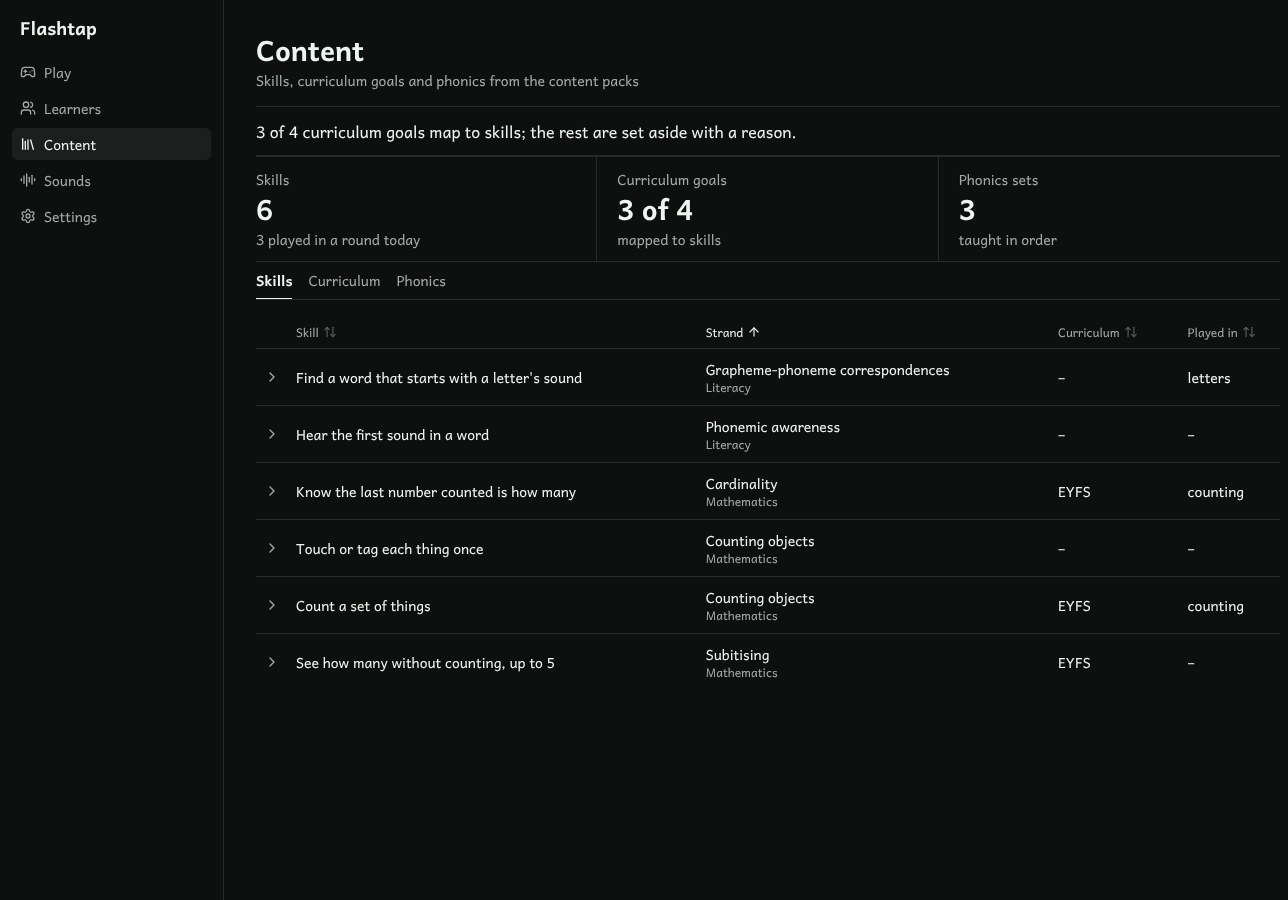 Flashtap
Play
Learners
Content
Sounds
Settings
Content
Skills, curriculum goals and phonics from the content packs
3 of 4 curriculum goals map to skills; the rest are set aside with a reason.
Skills
6
3 played in a round today
Curriculum goals
3 of 4
mapped to skills
Phonics sets
3
taught in order
Skills Curriculum Phonics
Skill Strand Curriculum Played in
Find a word that starts with a letter's sound Grapheme-phoneme correspondences – letters
Literacy
Hear the first sound in a word Phonemic awareness – –
Literacy
Know the last number counted is how many Cardinality EYFS counting
Mathematics
Touch or tag each thing once Counting objects – –
Mathematics
Count a set of things Counting objects EYFS counting
Mathematics
See how many without counting, up to 5 Subitising EYFS –
Mathematics